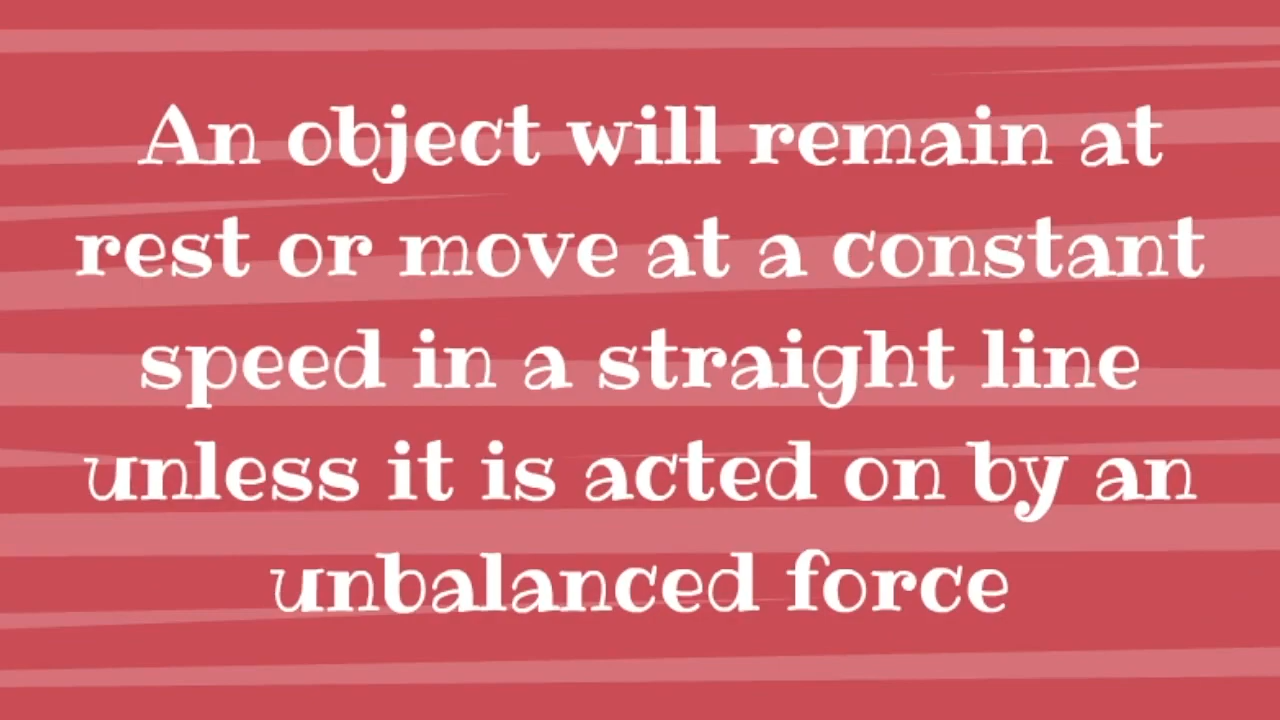 An object will remain at
rest or move at a constant
speed in a straight line
unless it is acted on by an
unbalanced force